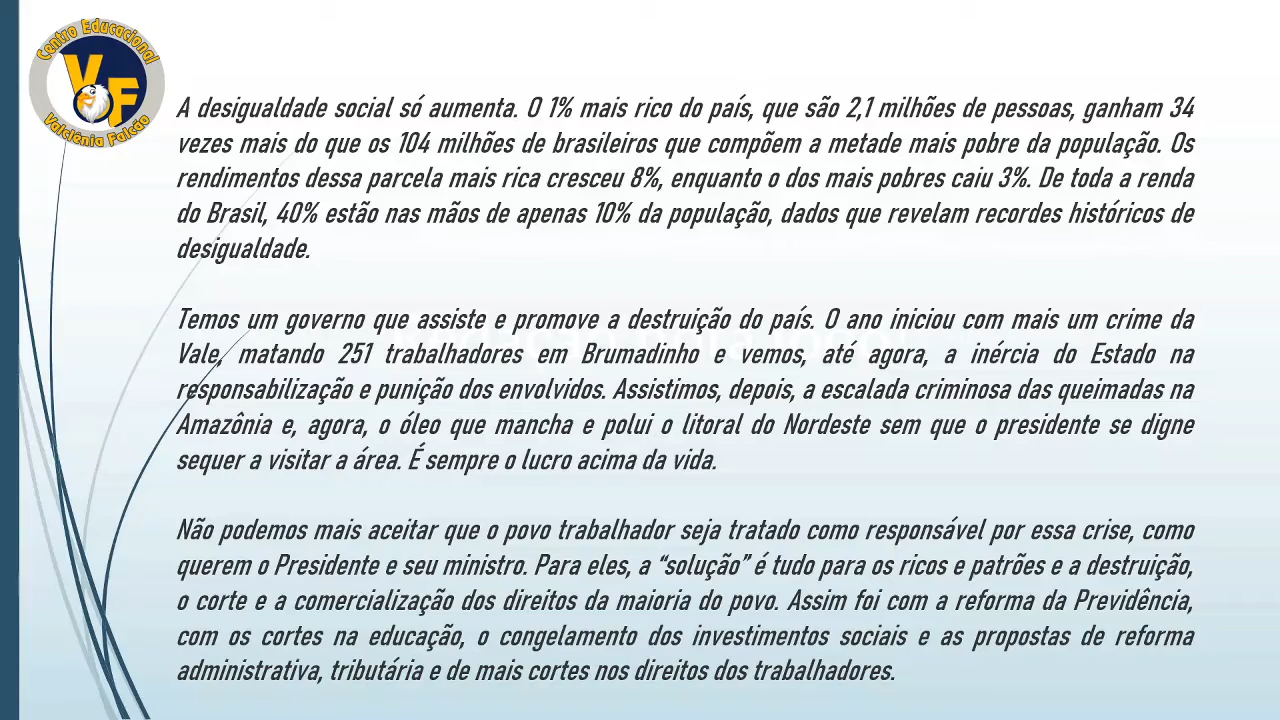 Centro Educacional
VF
Valclênia Falcão
A desigualdade social só aumenta. O 1% mais rico do país, que são 2,1 milhões de pessoas, ganham 34
vezes mais do que os 104 milhões de brasileiros que compõem a metade mais pobre da população. Os
rendimentos dessa parcela mais rica cresceu 8%, enquanto o dos mais pobres caiu 3%. De toda a renda
do Brasil, 40% estão nas mãos de apenas 10% da população, dados que revelam recordes históricos de
desigualdade.
Temos um governo que assiste e promove a destruição do país. O ano iniciou com mais um crime da
Vale, matando 251 trabalhadores em Brumadinho e vemos, até agora, a inércia do Estado na
responsabilização e punição dos envolvidos. Assistimos, depois, a escalada criminosa das queimadas na
Amazônia e, agora, o óleo que mancha e polui o litoral do Nordeste sem que o presidente se digne
sequer a visitar a área. É sempre o lucro acima da vida.
Não podemos mais aceitar que o povo trabalhador seja tratado como responsável por essa crise, como
querem o Presidente e seu ministro. Para eles, a “solução” é tudo para os ricos e patrões e a destruição,
o corte e a comercialização dos direitos da maioria do povo. Assim foi com a reforma da Previdência,
com os cortes na educação, o congelamento dos investimentos sociais e as propostas de reforma
administrativa, tributária e de mais cortes nos direitos dos trabalhadores.